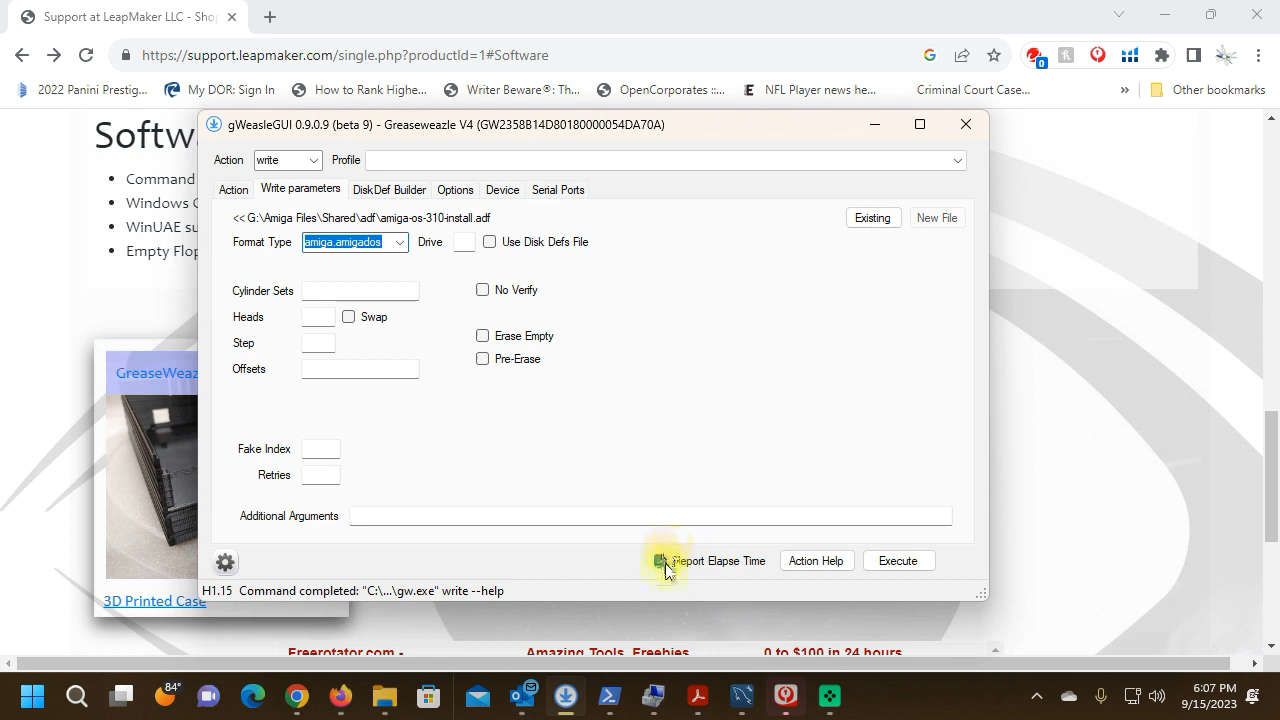 Support at LeapMaker LLC - Sho
https://support.leapmaker.com/single.php?productId=1#Software
0
2022 Panini Prestig...
My DOR: Sign In
How to Rank Highe...
Writer Beware®: Th...
OpenCorporates ::...
NFL Player news he...
Criminal Court Case...
»
Other bookmarks
Softw
Command
Windows
WinUAE su
Empty Flop
GreaseWeaz
3D Printed Case
gWeasleGUI 0.9.0.9 (beta 9) - Greaseweazle V4 (GW2358B14D80180000054DA70A)
Action
write
Profile
Action
Write parameters
DiskDef Builder
Options
Device
Serial Ports
<< G:\Amiga Files\Shared\adf\amiga-os-310-install.adf
Existing
New File
Format Type
amiga.amigados
Drive
Use Disk Defs File
Cylinder Sets
No Verify
Heads
Swap
Erase Empty
Step
Pre-Erase
Offsets
Fake Index
Retries
Additional Arguments
Report Elapse Time
Action Help
Execute
H1.15 Command completed: "C:\...\gw.exe" write --help
Freerotator.com -
Amazing Tools, Freebies
0 to $100 in 24 hours
84°
6:07 PM
9/15/2023